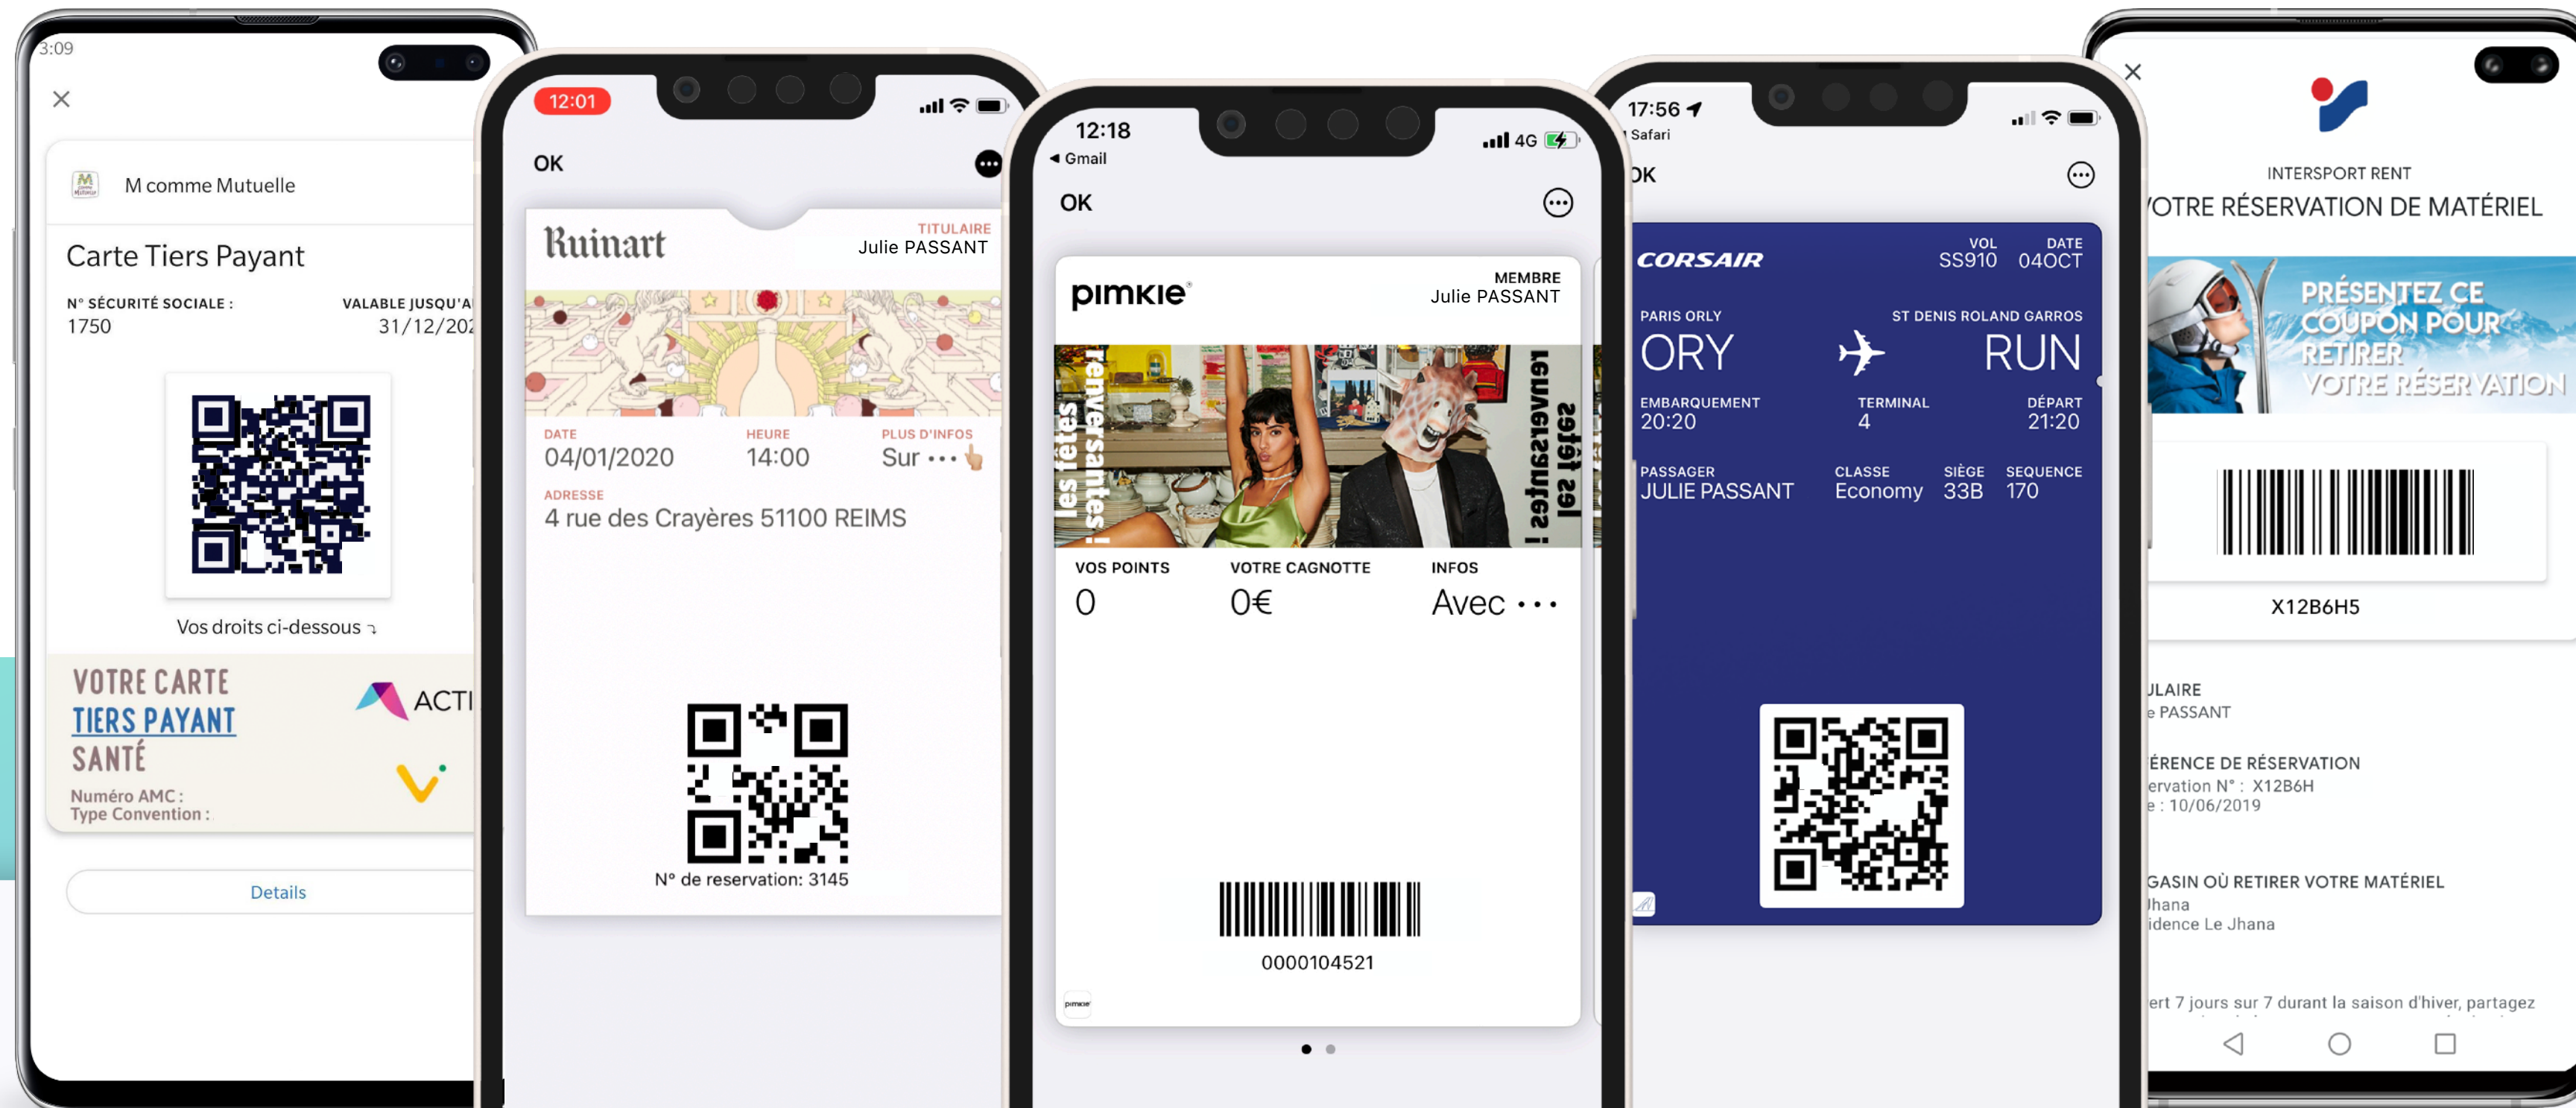 3:09
M comme Mutuelle
Carte Tiers Payant
N° SÉCURITÉ SOCIALE :
VALABLE JUSQU'A
1750
31/12/202
Vos droits ci-dessous
VOTRE CARTE
TIERS PAYANT
SANTÉ
ACTI
Numéro AMC :
Type Convention :
Details
12:01
OK
Ruinart
TITULAIRE
Julie PASSANT
DATE
HEURE
PLUS D'INFOS
04/01/2020
14:00
Sur ...
ADRESSE
4 rue des Crayères 51100 REIMS
N° de reservation: 3145
12:18
4G
◀ Gmail
OK
pimkie
MEMBRE
Julie PASSANT
les fêtes
renversantes !
renversantes !
les fêtes
VOS POINTS
VOTRE CAGNOTTE
INFOS
0
0€
Avec ...
0000104521
pimkie
17:56
Safari
OK
CORSAIR
VOL
DATE
SS910
04OCT
PARIS ORLY
ST DENIS ROLAND GARROS
ORY
RUN
EMBARQUEMENT
TERMINAL
DÉPART
20:20
4
21:20
PASSAGER
CLASSE
SIÈGE
SEQUENCE
JULIE PASSANT
Economy
33B
170
INTERSPORT RENT
VOTRE RÉSERVATION DE MATÉRIEL
PRÉSENTEZ CE
COUPON POUR
RETIRER
VOTRE RÉSERVATION
X12B6H5
ULAIRE
e PASSANT
ÉRENCE DE RÉSERVATION
ervation N° : X12B6H
e : 10/06/2019
GASIN OÙ RETIRER VOTRE MATÉRIEL
Jhana
idence Le Jhana
ert 7 jours sur 7 durant la saison d'hiver, partagez